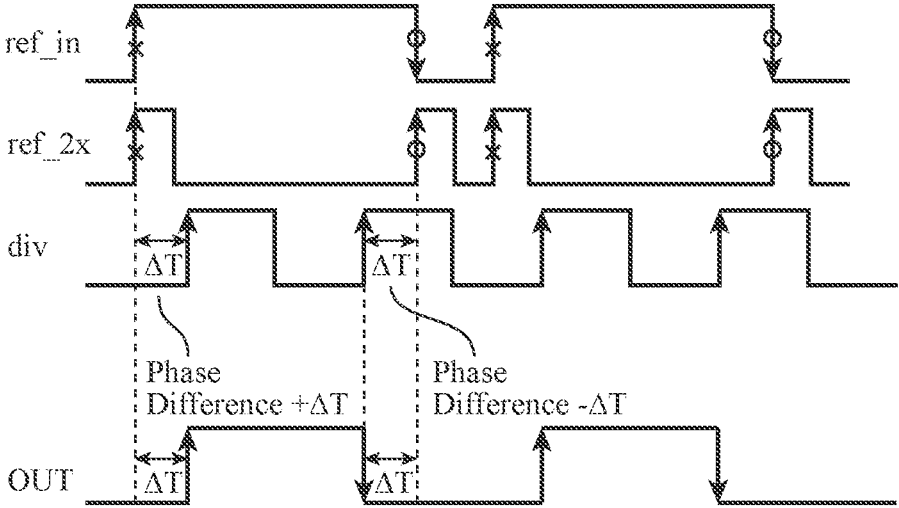 ref_in
ref_2x
div
ΔT
ΔT
Phase
Difference +ΔT
Phase
Difference -ΔT
OUT
ΔT
ΔT